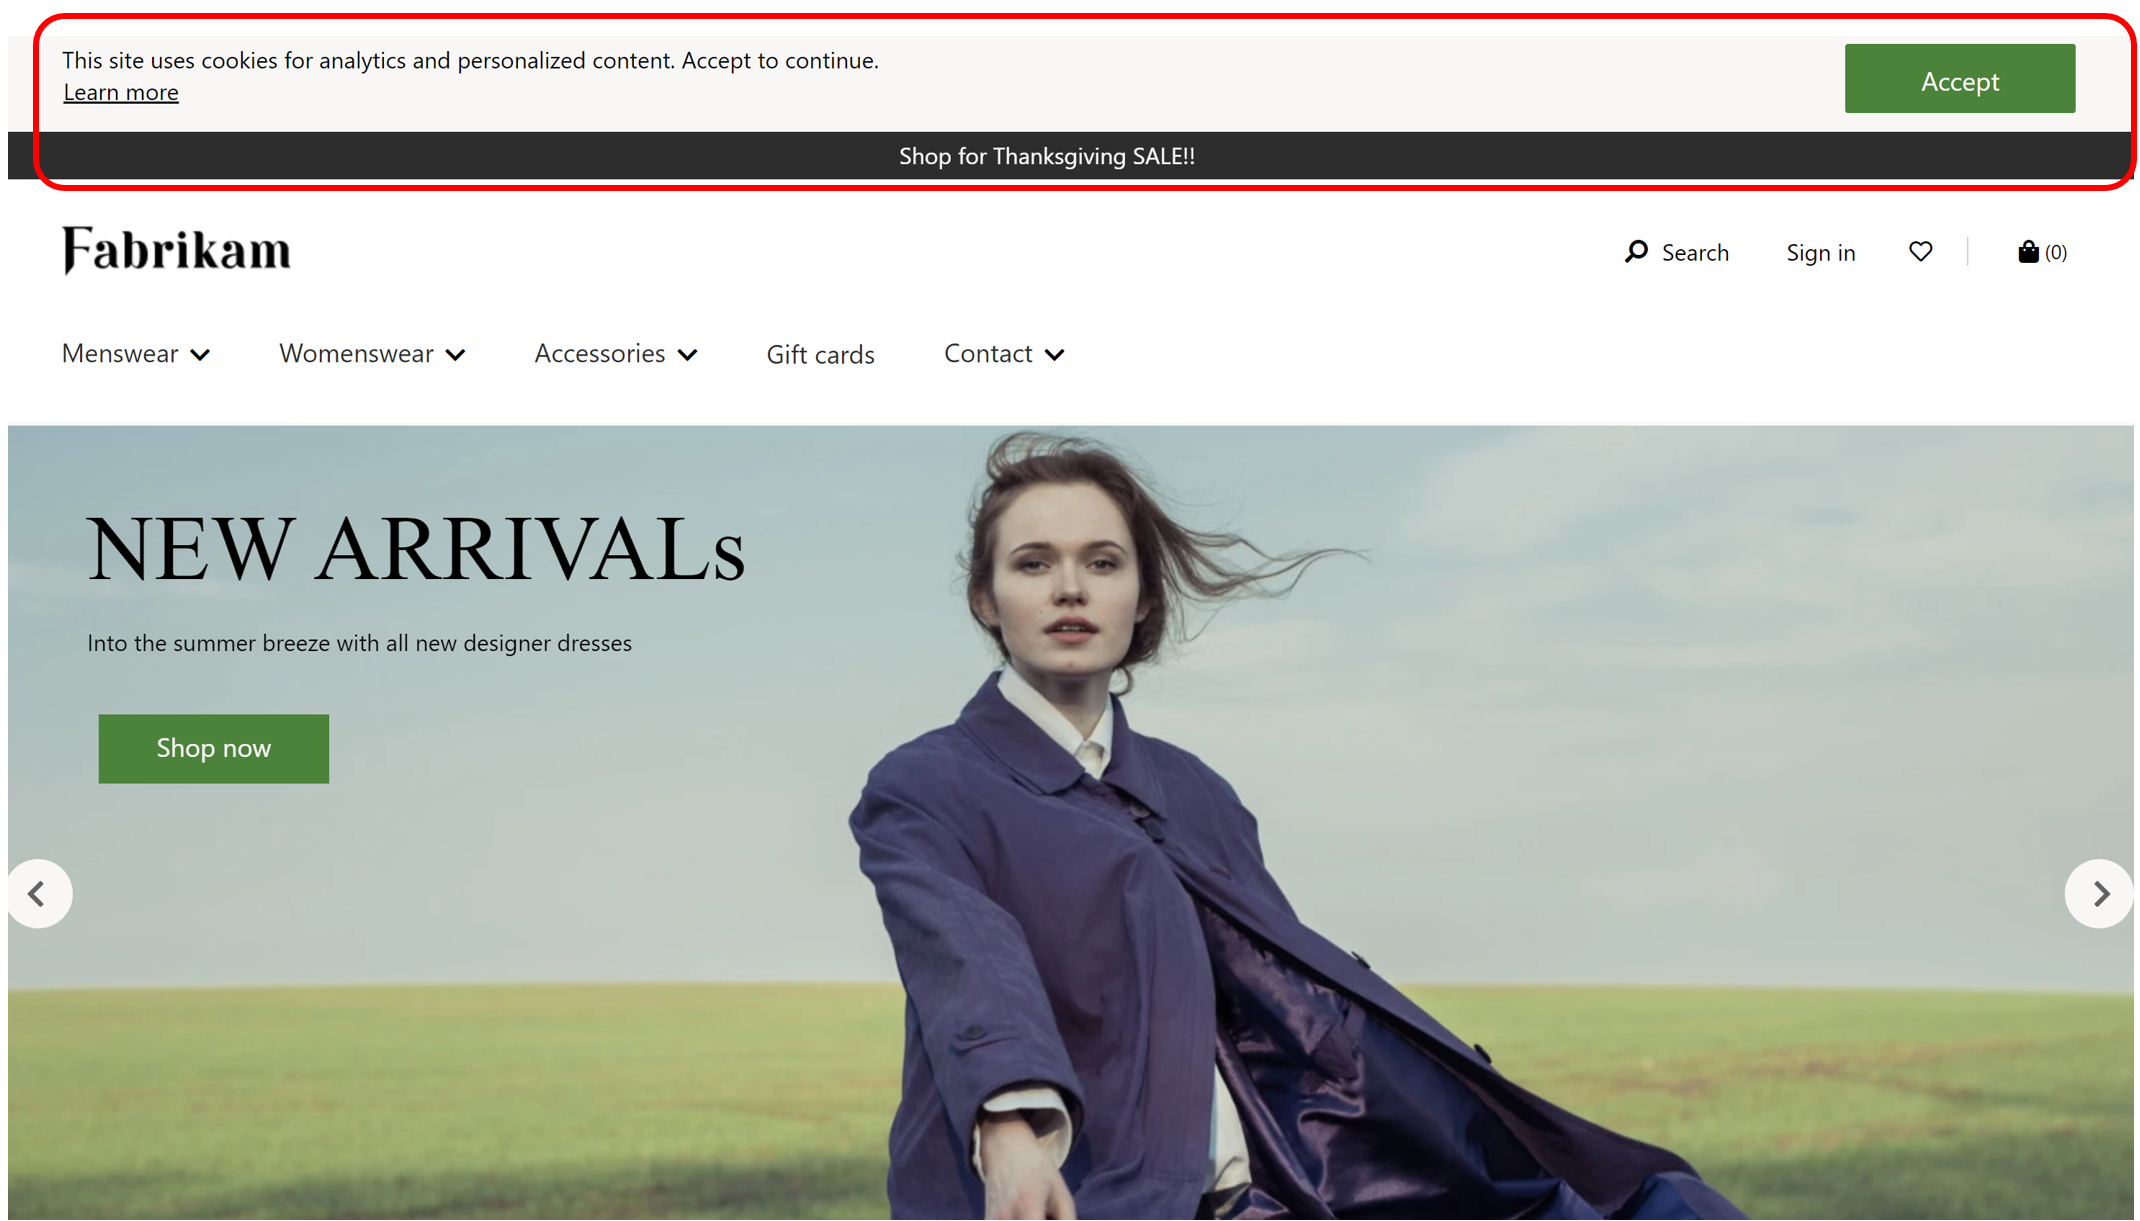 This site uses cookies for analytics and personalized content. Accept to continue.
Learn more
Accept
Shop for Thanksgiving SALE!!
Fabrikam
Search
Sign in
(0)
Menswear
Womenswear
Accessories
Gift cards
Contact
NEW ARRIVALs
Into the summer breeze with all new designer dresses
Shop now